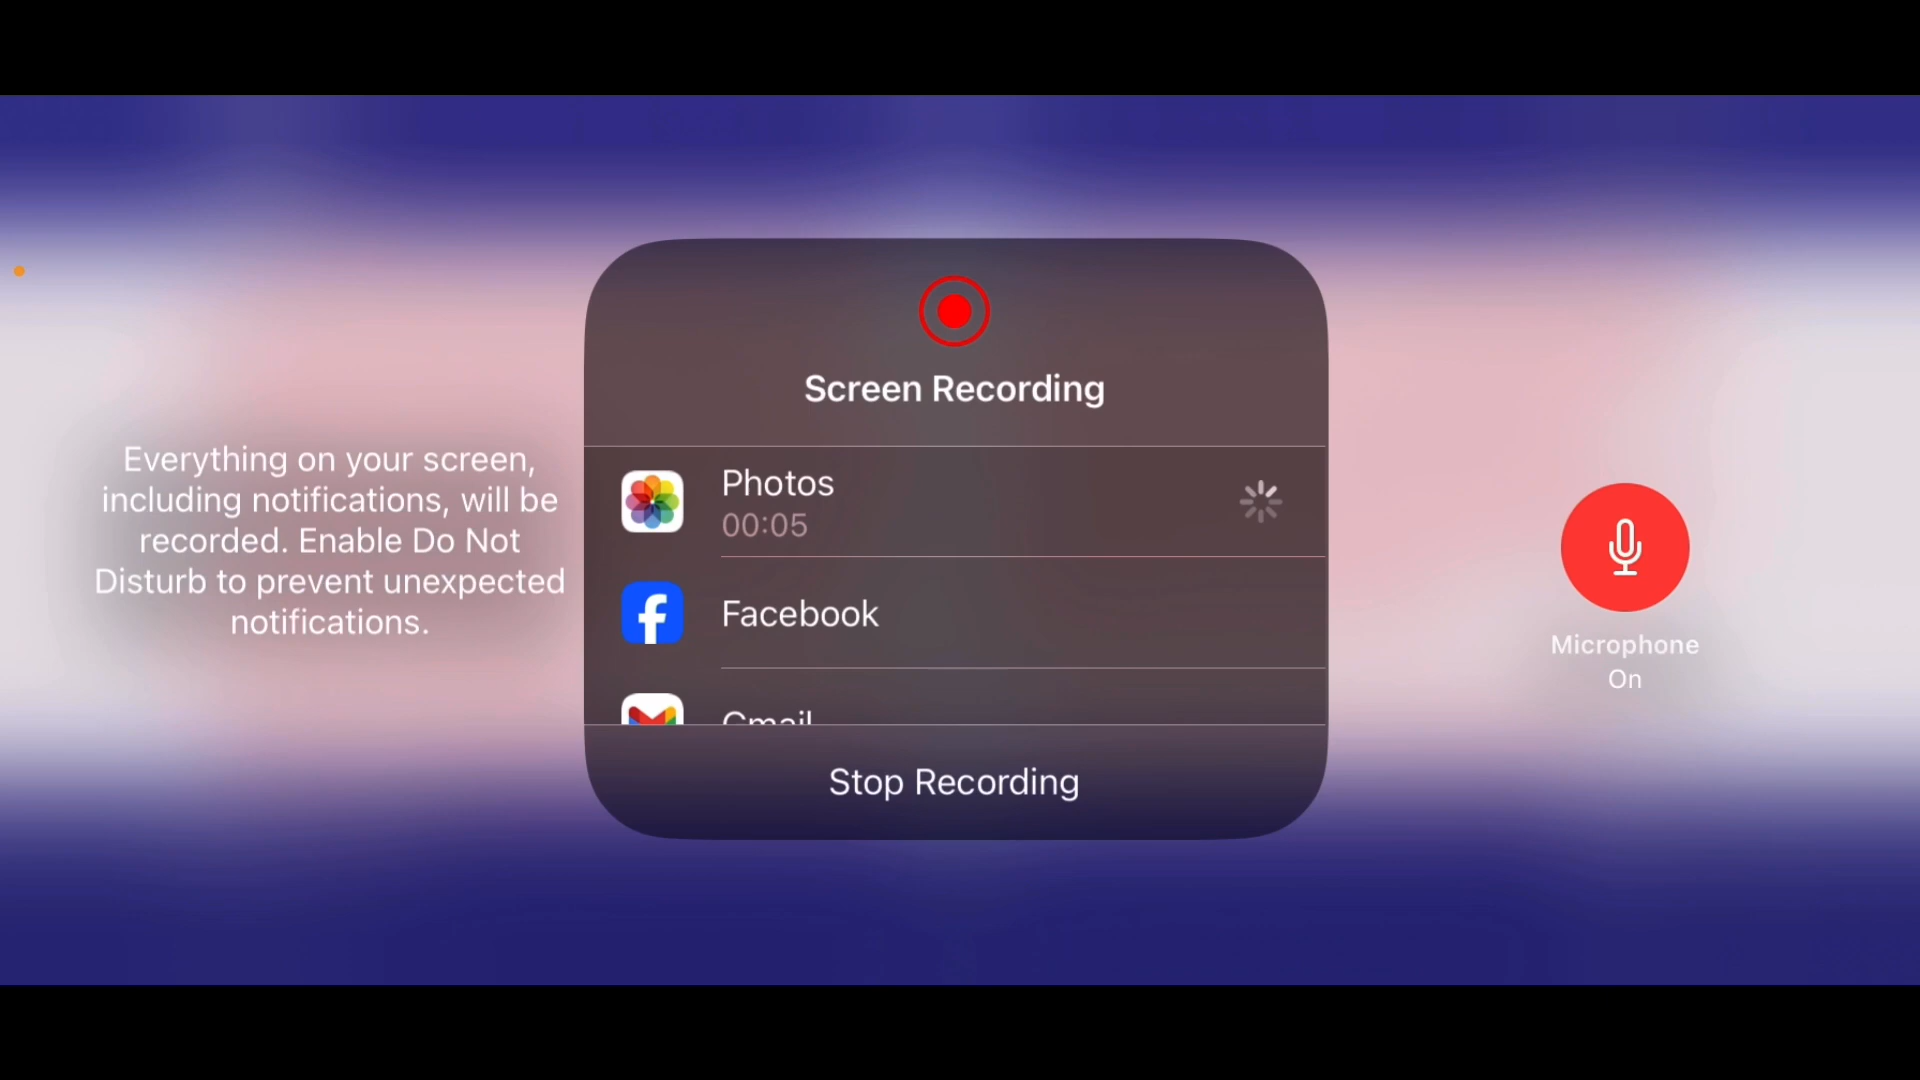 Screen Recording
Everything on your screen,
including notifications, will be
recorded. Enable Do Not
Disturb to prevent unexpected
notifications.
Photos
00:05
Facebook
Gmail
Stop Recording
Microphone
On